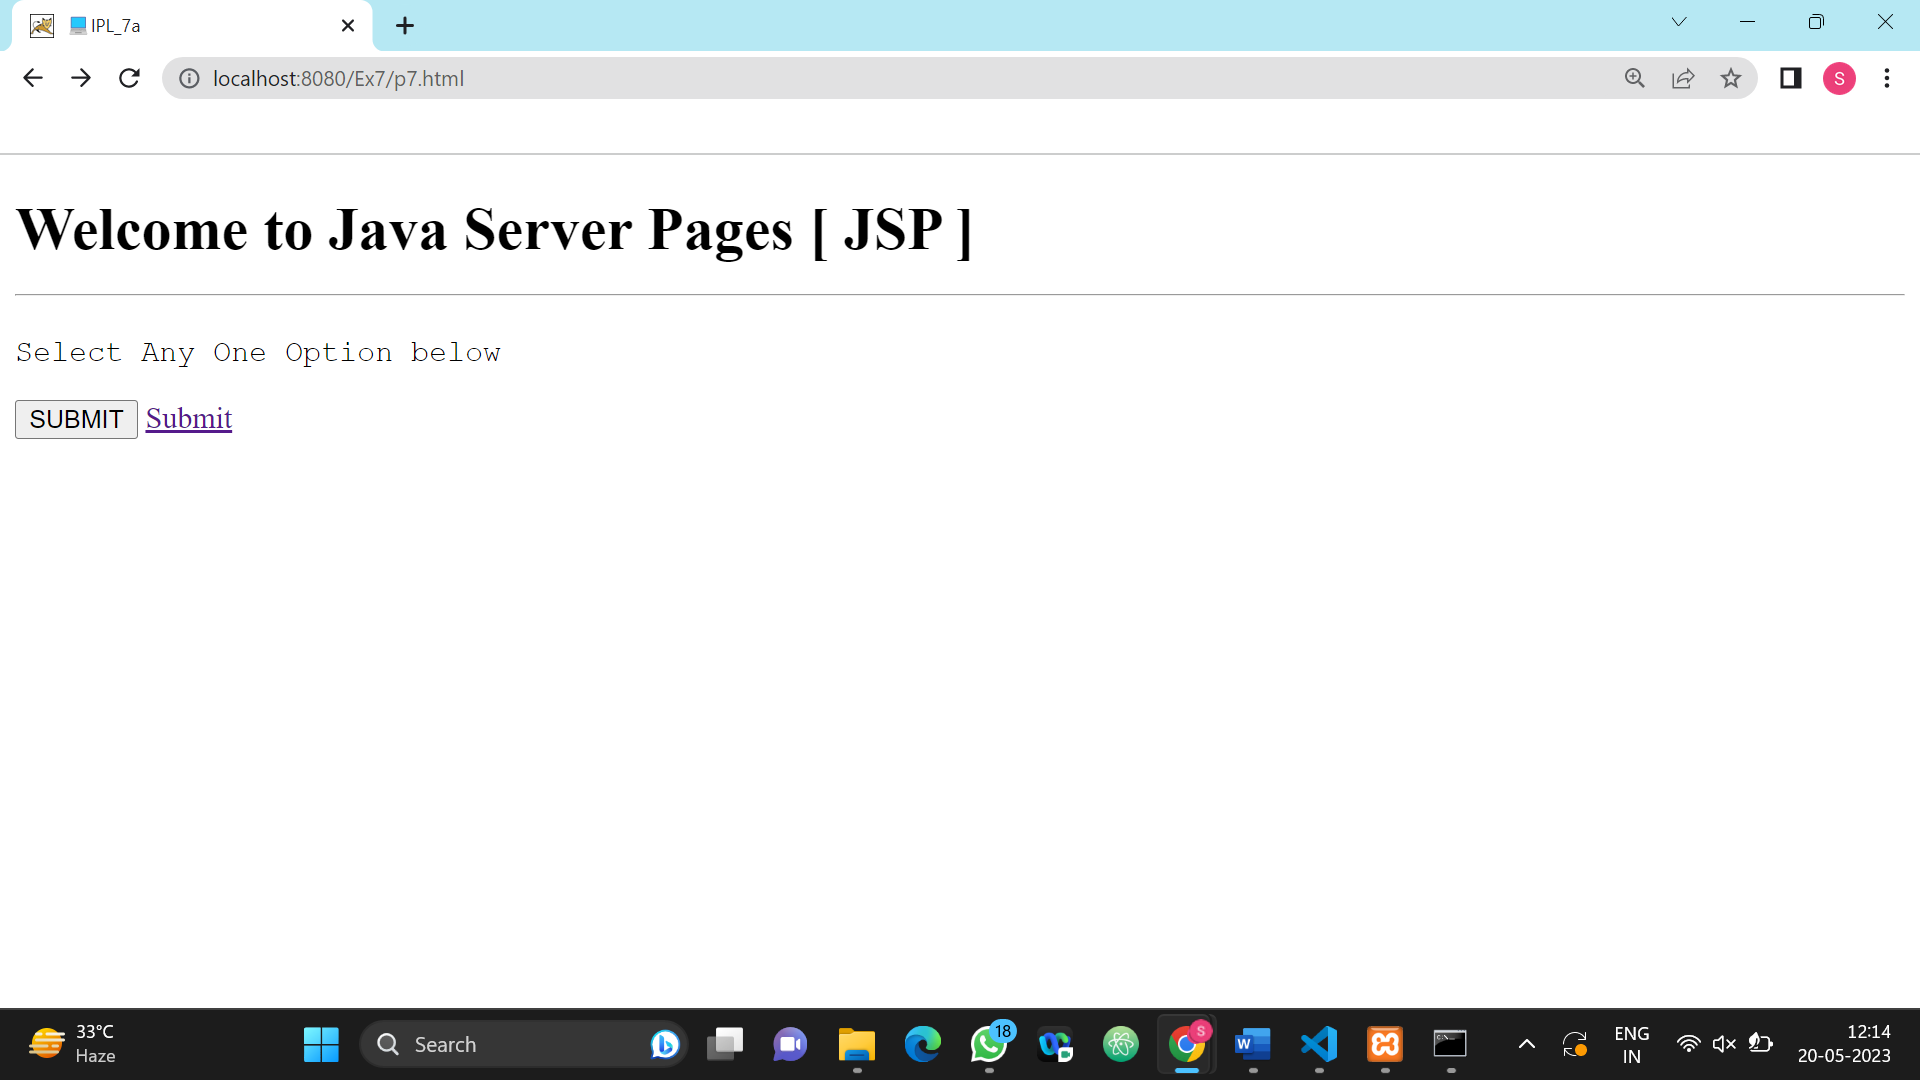 IPL_7a
localhost:8080/Ex7/p7.html
S
Welcome to Java Server Pages [ JSP ]
Select Any One Option below
SUBMIT Submit
33°C
Haze
Search
18
S
W
ENG
IN
12:14
20-05-2023